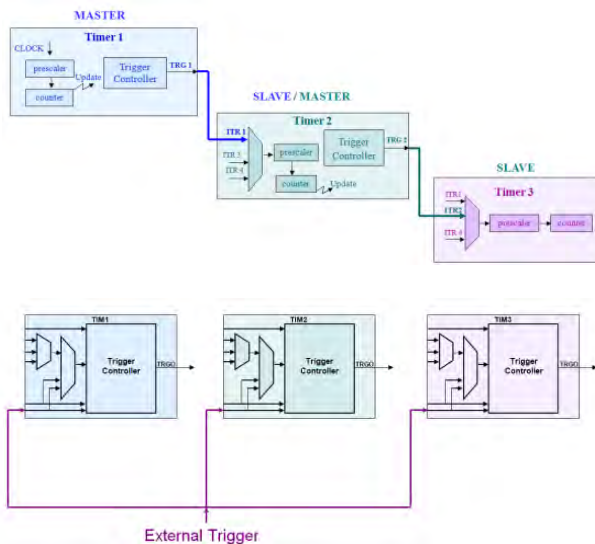 MASTER
Timer 1
CLOCK
prescaler
counter
Update
Trigger
Controller
TRG 1
SLAVE / MASTER
Timer 2
ITR 1
ITR 3
ITR 4
prescaler
counter
Update
Trigger
Controller
TRG 2
SLAVE
Timer 3
ITR1
ITR2
ITR 4
prescaler
counter
TIM1
Trigger
Controller
TRGO
TIM2
Trigger
Controller
TRGO
TIM3
Trigger
Controller
TRGO
External Trigger